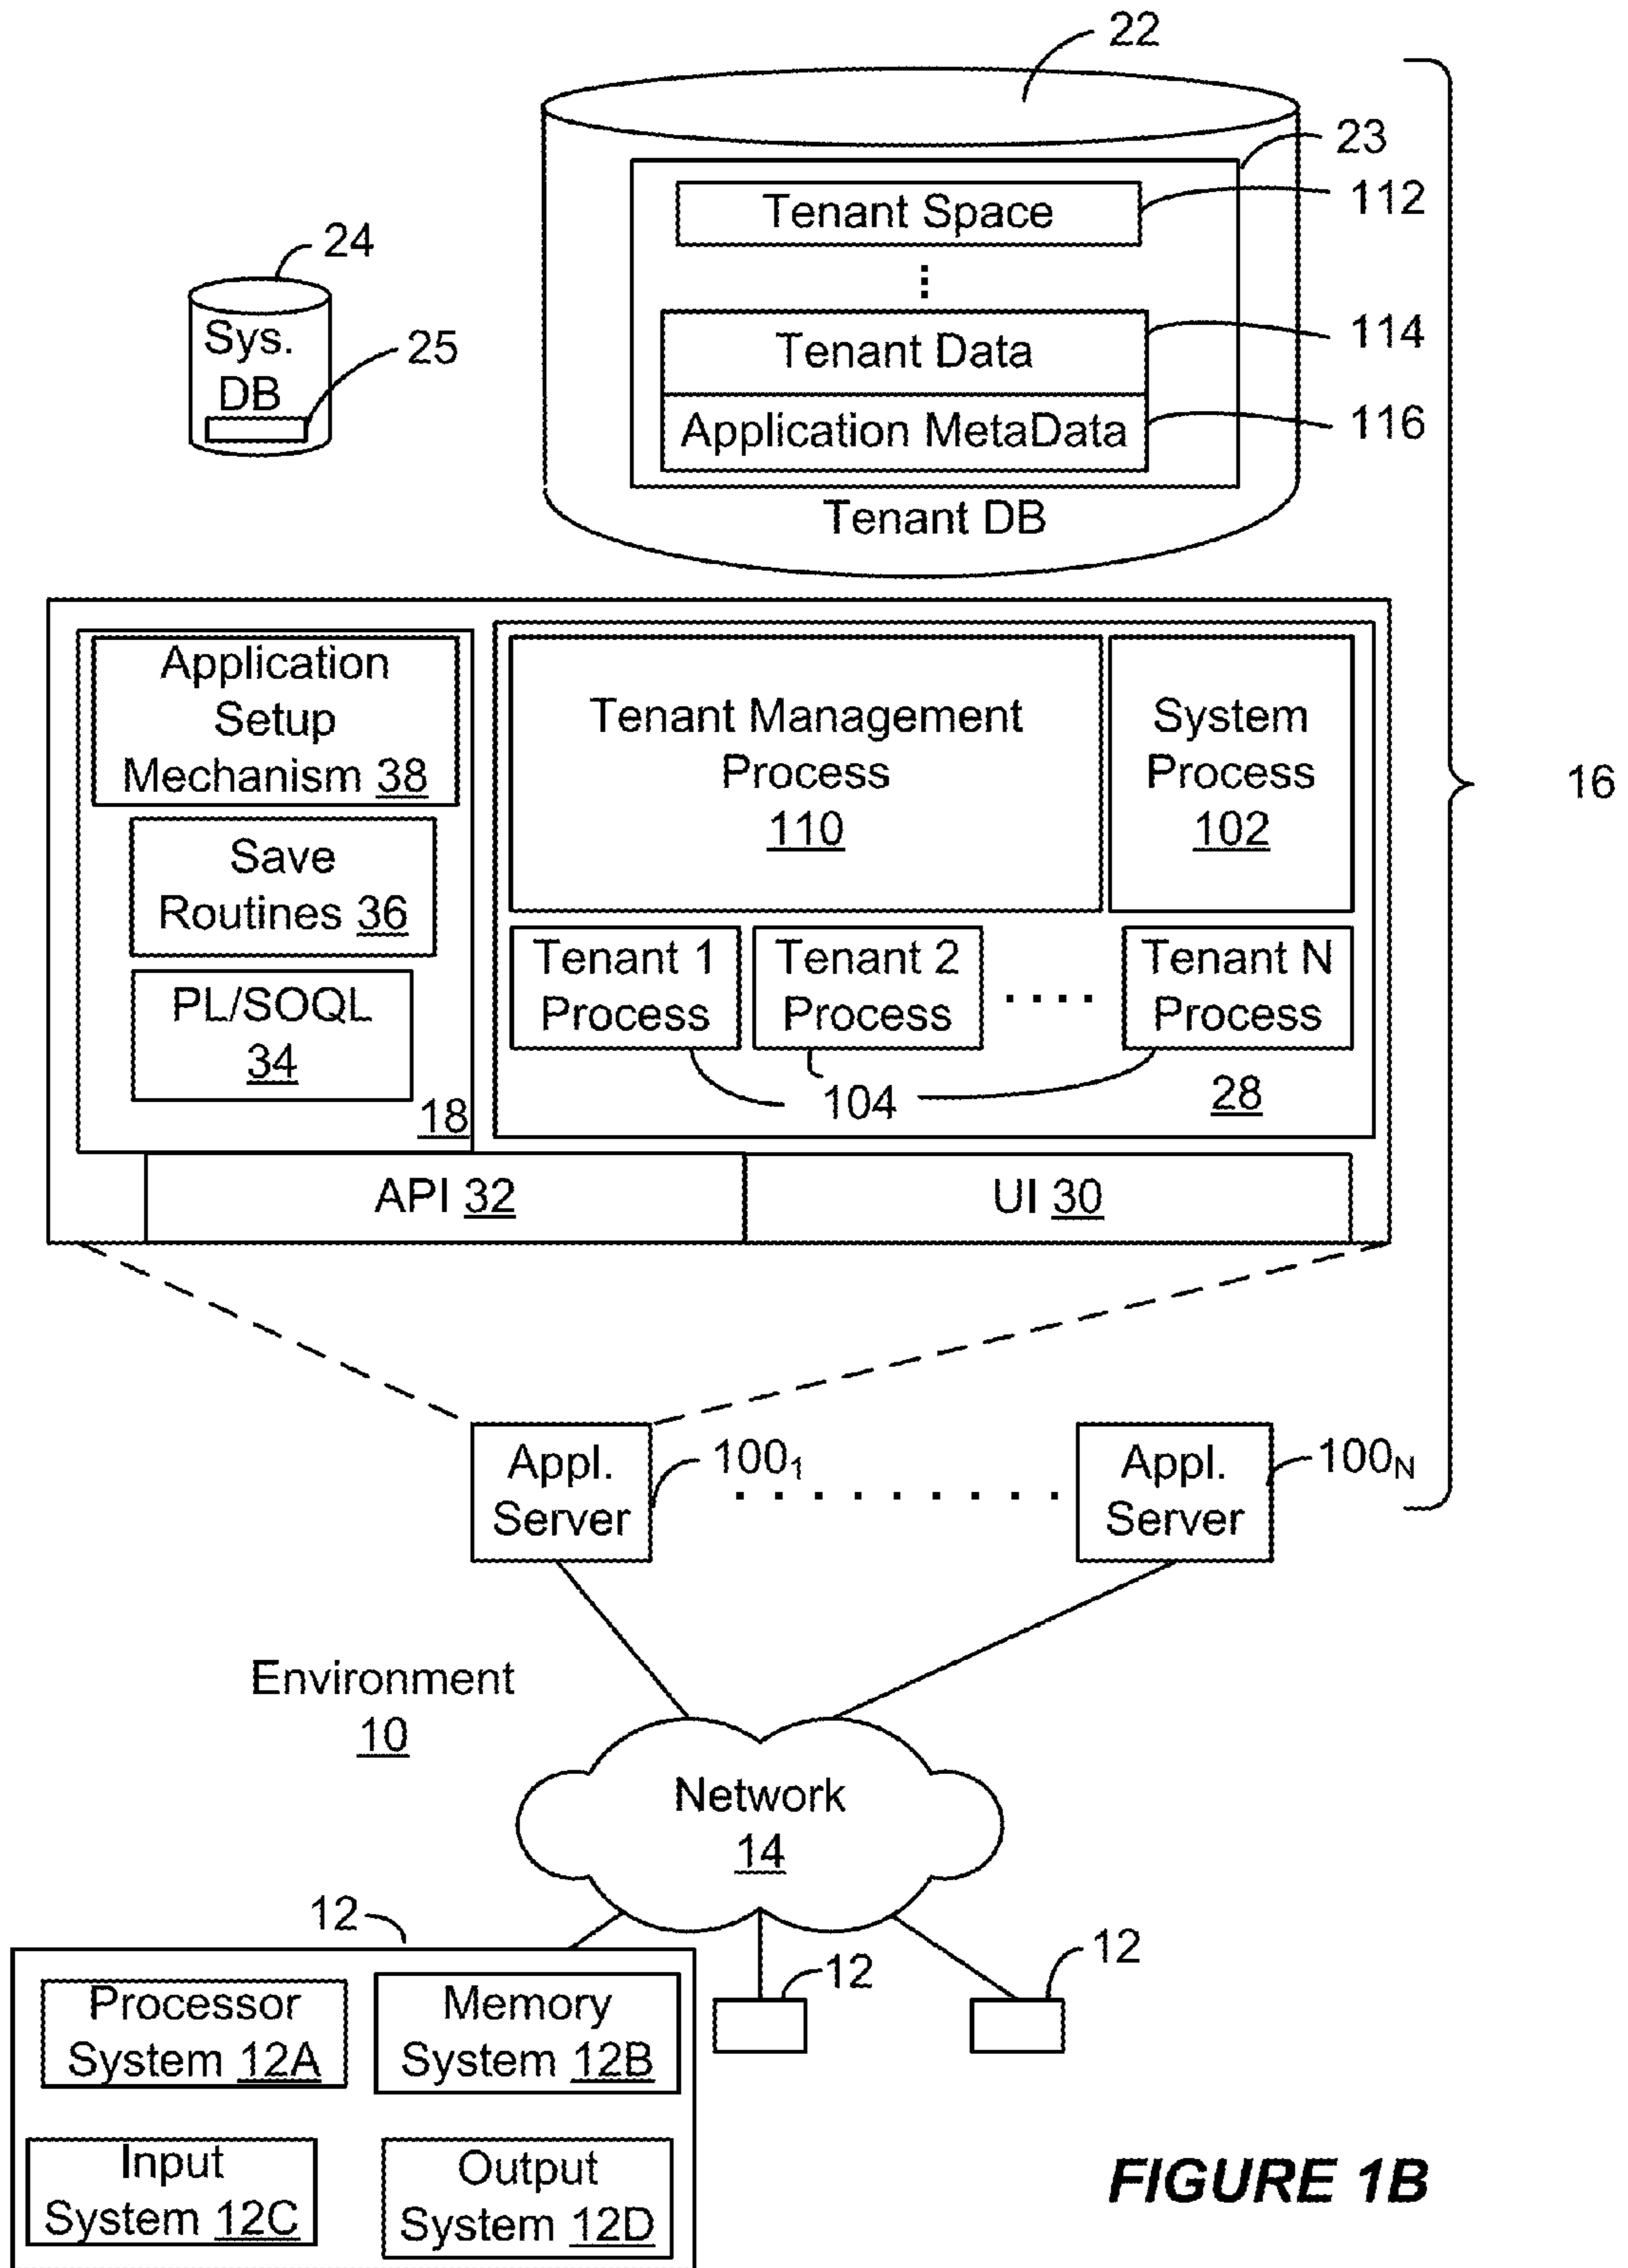 22
23
Tenant Space
112
24
Tenant Data
114
Sys.
DB
25
Application MetaData
116
Tenant DB
Application
Setup
Mechanism 38
Tenant Management
Process
110
System
Process
102
16
Save
Routines 36
Tenant 1
Process
Tenant 2
Process
Tenant N
Process
PL/SOQL
34
104
28
18
API 32
UI 30
Appl.
Server
100₁
Appl.
Server
100N
Environment
10
Network
14
12
12
12
Processor
System 12A
Memory
System 12B
Input
System 12C
Output
System 12D
FIGURE 1B